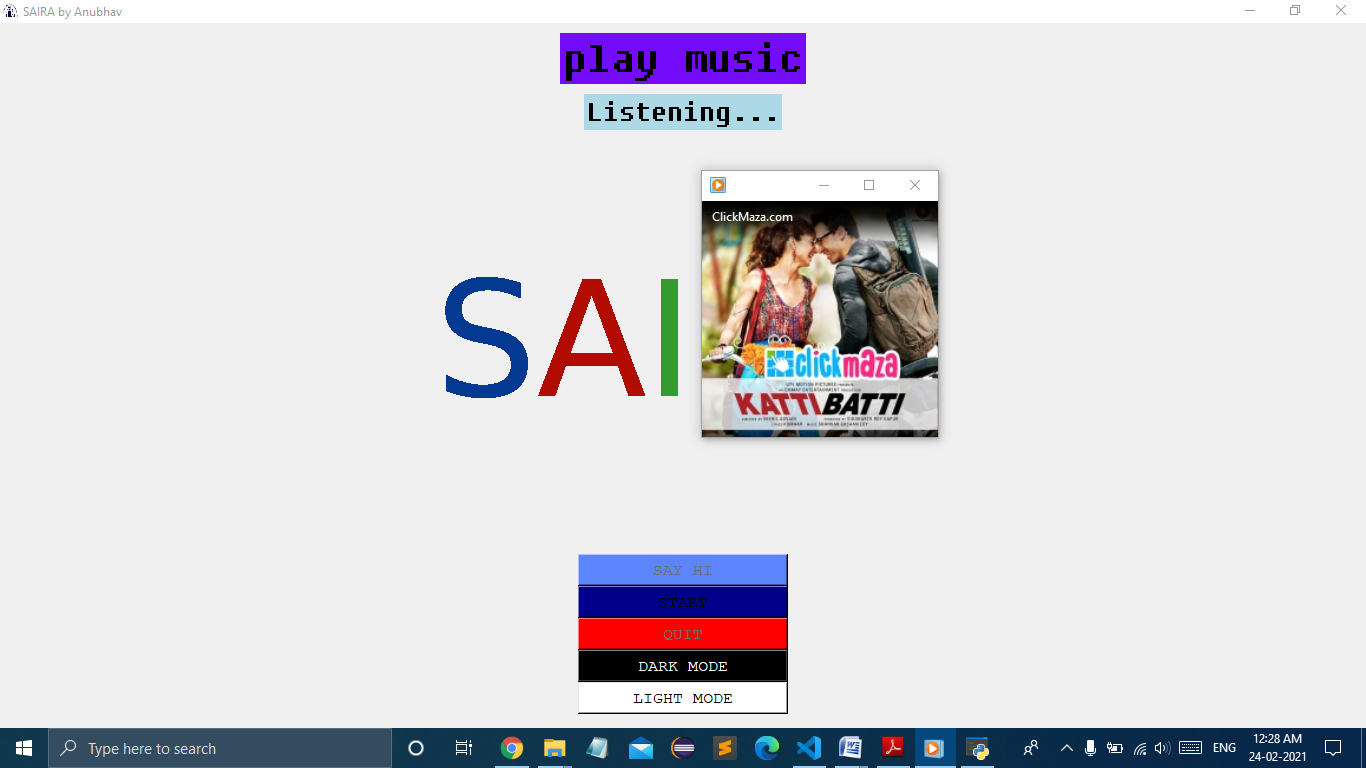 SAIRA by Anubhav
play music
Listening...
ClickMaza.com
SAI
clickmaza
KATTI BATTI
SAY HI
START
QUIT
DARK MODE
LIGHT MODE
Type here to search
ENG
12:28 AM
24-02-2021